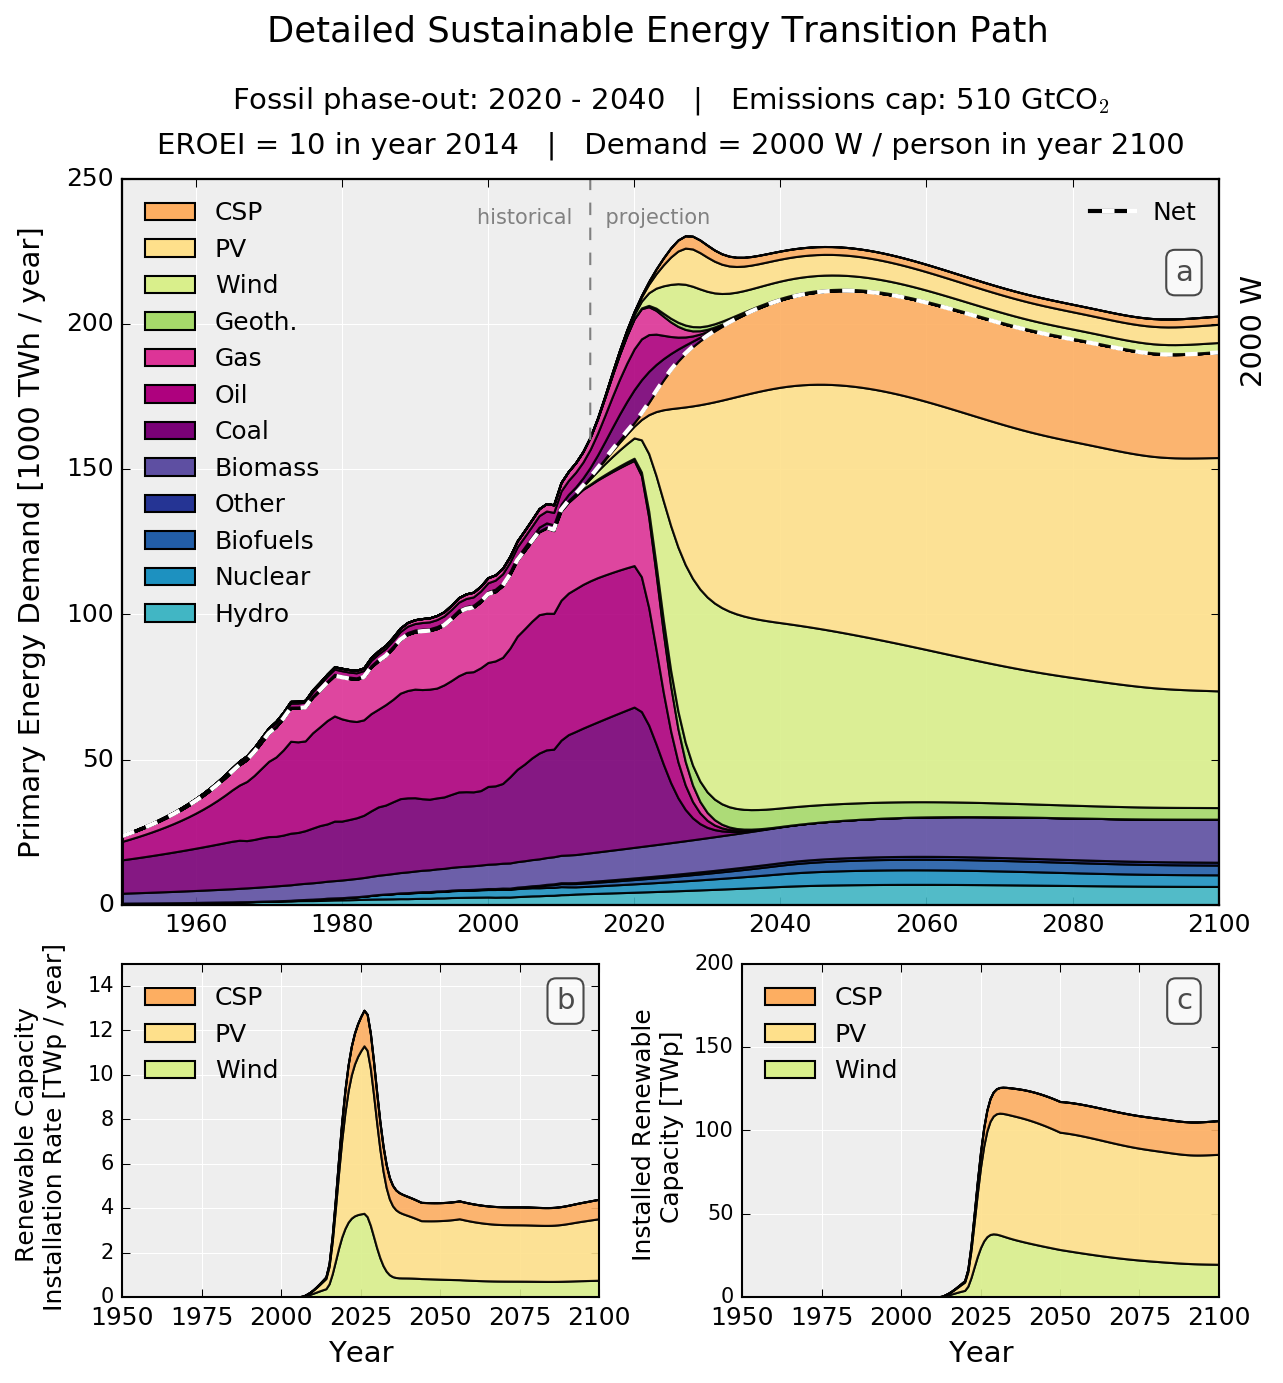 Detailed Sustainable Energy Transition Path
Fossil phase-out: 2020 - 2040 | Emissions cap: 510 GtCO₂
EROEI = 10 in year 2014 | Demand = 2000 W / person in year 2100
Primary Energy Demand [1000 TWh / year]
250
200
150
100
50
0
CSP
PV
Wind
Geoth.
Gas
Oil
Coal
Biomass
Other
Biofuels
Nuclear
Hydro
historical
projection
Net
a
2000 W
1960 1980 2000 2020 2040 2060 2080 2100
Renewable Capacity
Installation Rate [TWp / year]
14
12
10
8
6
4
2
0
CSP
PV
Wind
b
1950 1975 2000 2025 2050 2075 2100
Year
Installed Renewable
Capacity [TWp]
200
150
100
50
0
CSP
PV
Wind
c
1950 1975 2000 2025 2050 2075 2100
Year